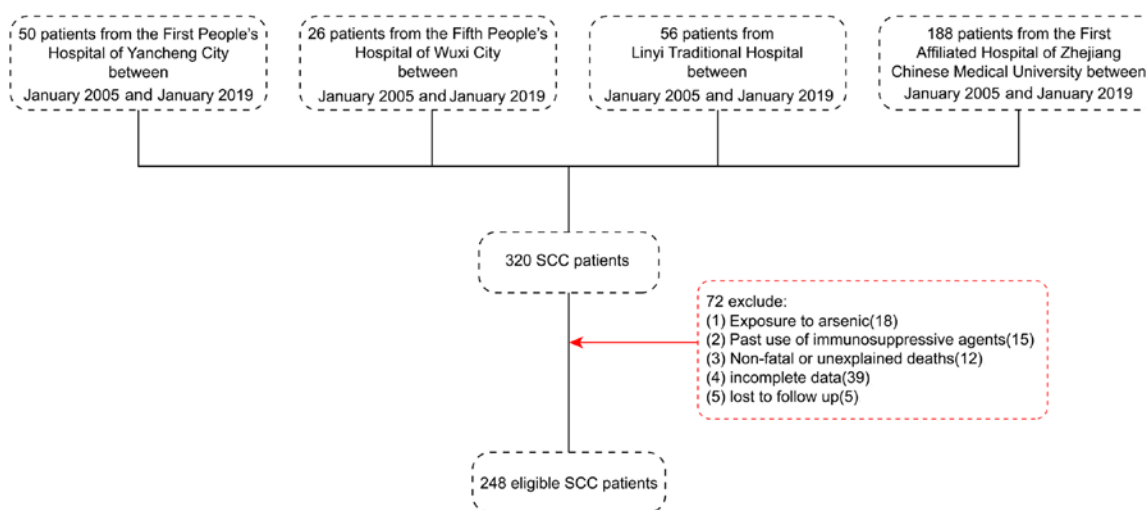 50 patients from the First People's
Hospital of Yancheng City
between
January 2005 and January 2019
26 patients from the Fifth People's
Hospital of Wuxi City
between
January 2005 and January 2019
56 patients from
Linyi Traditional Hospital
between
January 2005 and January 2019
188 patients from the First
Affiliated Hospital of Zhejiang
Chinese Medical University between
January 2005 and January 2019
320 SCC patients
72 exclude:
(1) Exposure to arsenic(18)
(2) Past use of immunosuppressive agents(15)
(3) Non-fatal or unexplained deaths(12)
(4) incomplete data(39)
(5) lost to follow up(5)
248 eligible SCC patients